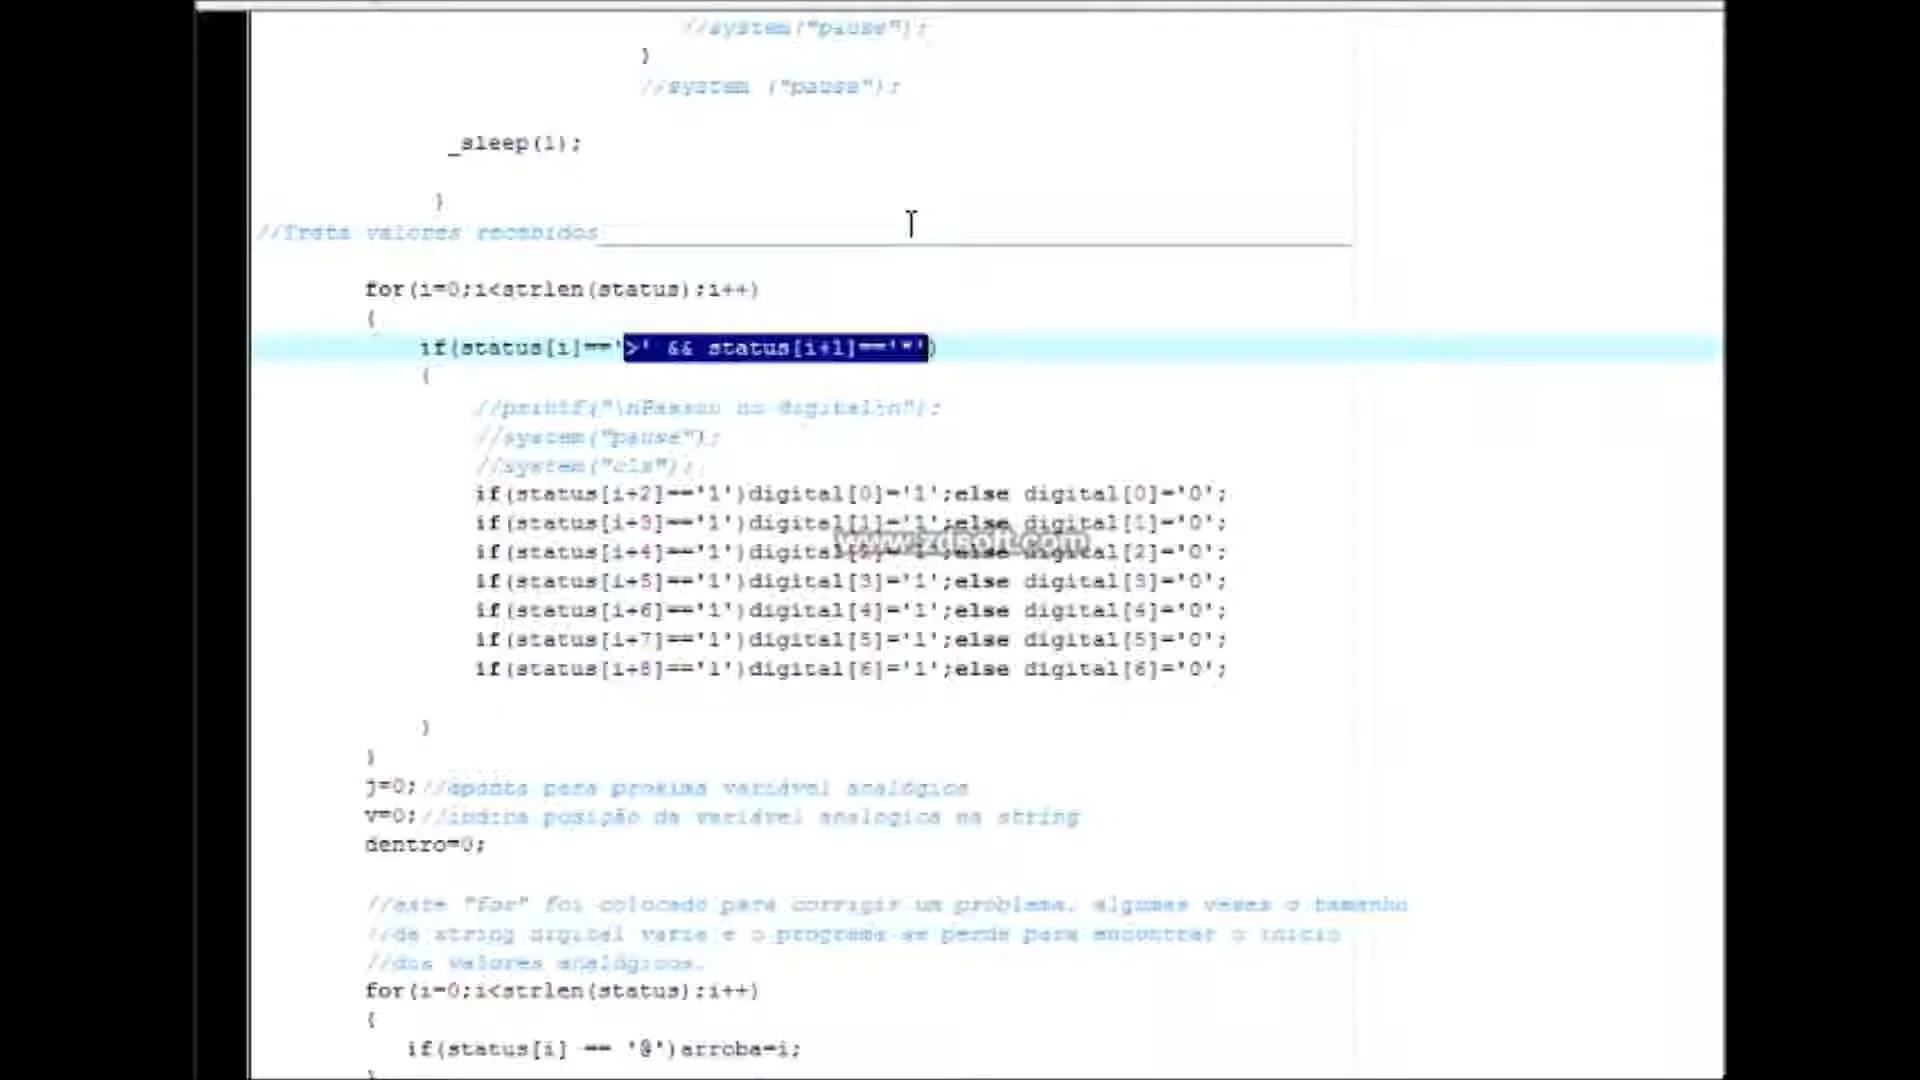 //system("pause");
}
//system ("pause");
_sleep(1);
}
//Trata valores recebidos
for(i=0;i<strlen(status);i++)
{
if(status[i]=='>' && status[i+1]=='*')
{
//printf("\nPassou no digital\n");
//system("pause");
//system("cls");
if(status[i+2]=='1')digital[0]='1';else digital[0]='0';
if(status[i+3]=='1')digital[1]='1';else digital[1]='0';
www.zdsoft.com
if(status[i+4]=='1')digital[2]='1';else digital[2]='0';
if(status[i+5]=='1')digital[3]='1';else digital[3]='0';
if(status[i+6]=='1')digital[4]='1';else digital[4]='0';
if(status[i+7]=='1')digital[5]='1';else digital[5]='0';
if(status[i+8]=='1')digital[6]='1';else digital[6]='0';
}
}
j=0;//aponta para proxima variável analógica
v=0;//indica posição da variável analogica na string
dentro=0;
//este "for" foi colocado para corrigir um problema. algumas vezes o tamanho
//da string digital varia e o programa se perde para encontrar o inicio
//dos valores analógicos.
for(i=0;i<strlen(status);i++)
{
if(status[i] == '@')arroba=i;
}